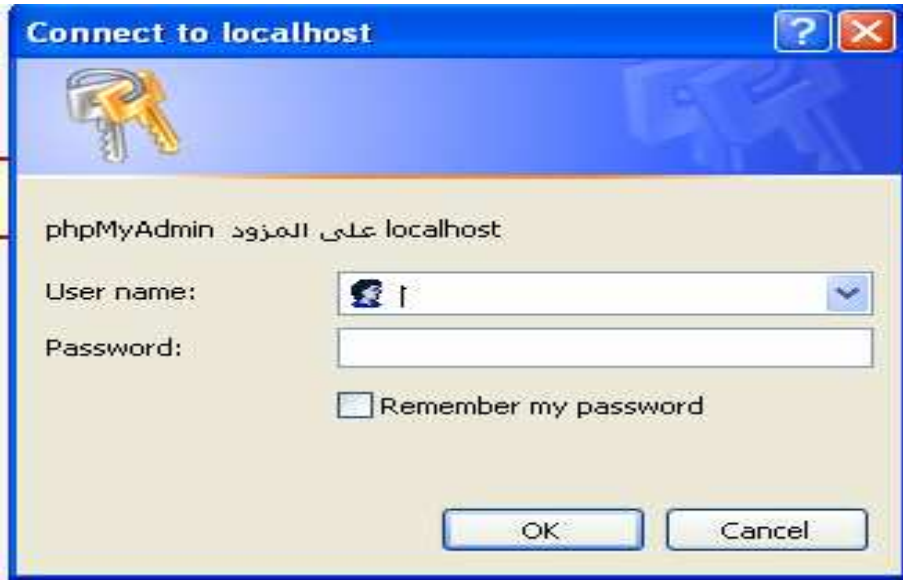 Connect to localhost
phpMyAdmin على المزود localhost
User name:
Password:
Remember my password
OK
Cancel